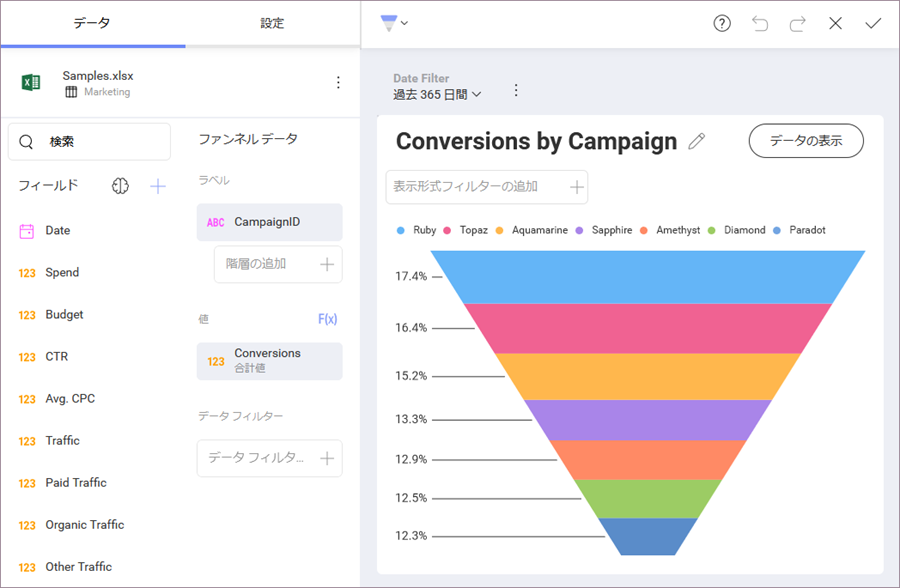 データ
設定
Samples.xlsx
Marketing
検索
フィールド
Date
123 Spend
123 Budget
123 CTR
123 Avg. CPC
123 Traffic
123 Paid Traffic
123 Organic Traffic
123 Other Traffic
ファンネル データ
ラベル
ABC CampaignID
階層の追加
値 F(x)
123 Conversions
合計値
データ フィルター
データ フィルタ...
Date Filter
過去 365 日間
Conversions by Campaign
データの表示
表示形式フィルターの追加
Ruby Topaz Aquamarine Sapphire Amethyst Diamond Paradot
17.4%
16.4%
15.2%
13.3%
12.9%
12.5%
12.3%